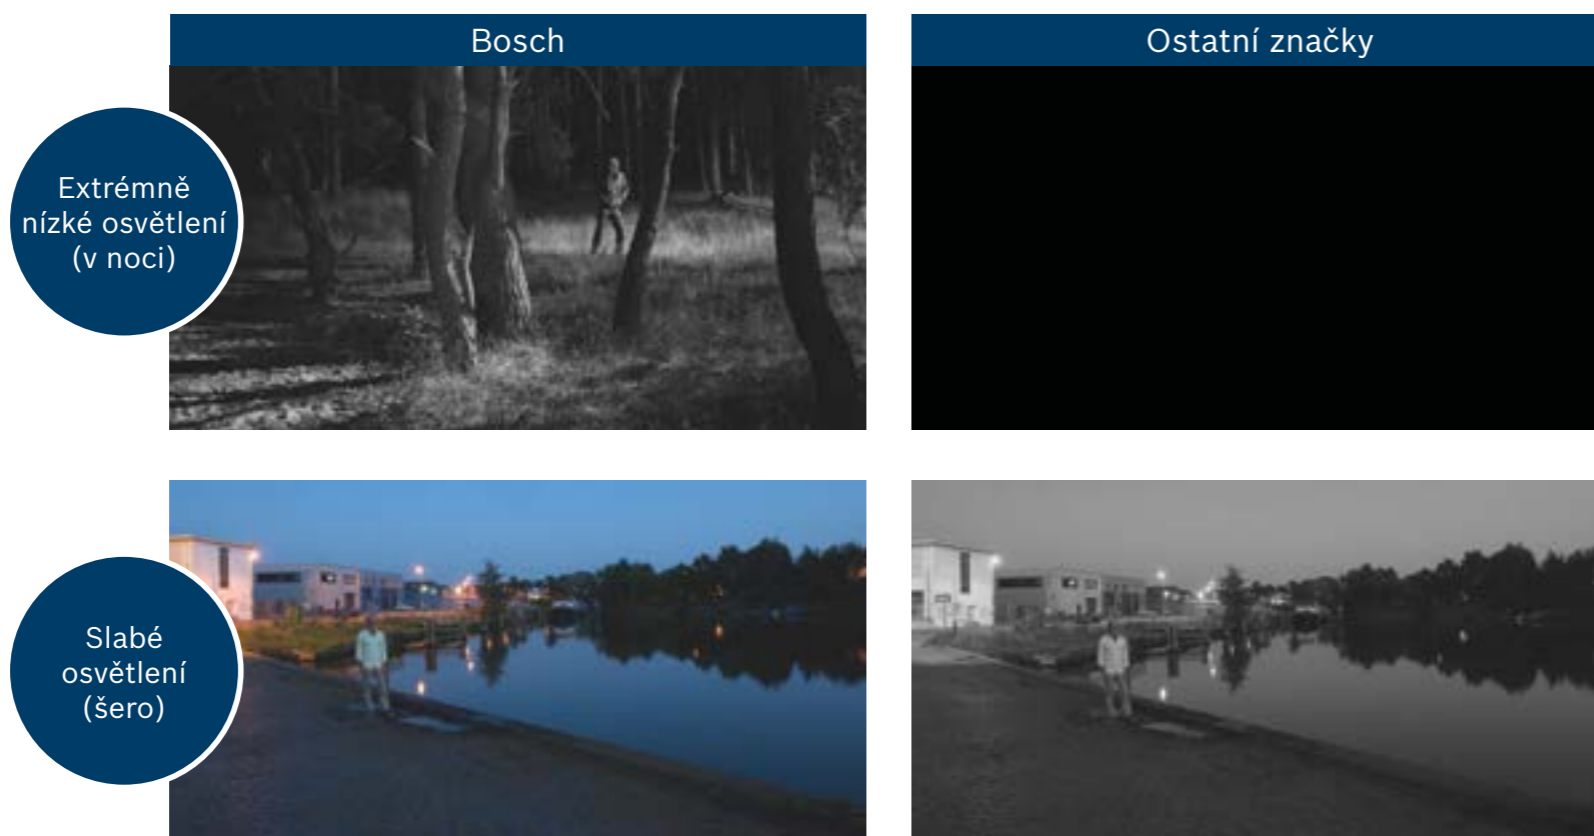 Bosch
Ostatní značky
Extrémně
nízké osvětlení
(v noci)
Slabé
osvětlení
(šero)